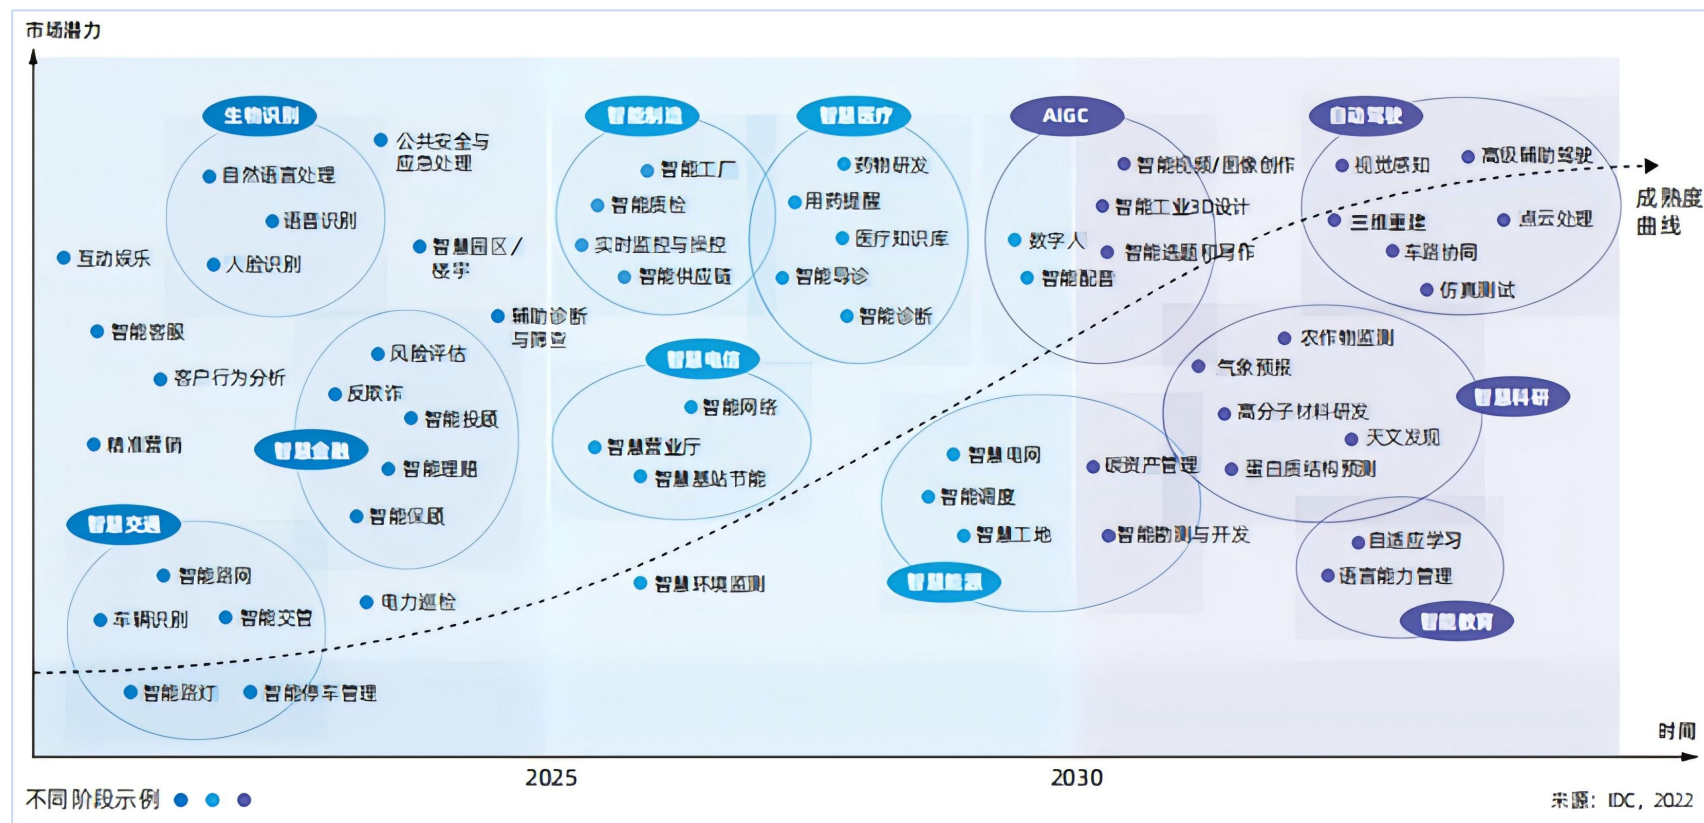 市场潜力
生物识别
自然语言处理
语音识别
人脸识别
公共安全与
应急处理
互动娱乐
智慧园区/
楼宇
智能客服
客户行为分析
精准营销
辅助诊断
与筛查
风险评估
反欺诈
智能投顾
智慧金融
智能理赔
智能保顾
智慧交通
智能路网
车辆识别
智能交管
智能路灯
智能停车管理
电力巡检
智能制造
智能工厂
智能质检
实时监控与操控
智能供应链
智慧医疗
药物研发
用药提醒
医疗知识库
智能导诊
智能诊断
智慧电信
智能网络
智慧营业厅
智慧基站节能
智慧环境监测
AIGC
智能视频/图像创作
智能工业3D设计
数字人
智能选题和写作
智能配音
智慧电网
碳资产管理
智能调度
智慧工地
智能勘测与开发
智慧能源
自动驾驶
视觉感知
高级辅助驾驶
三维重建
点云处理
车路协同
仿真测试
成熟度
曲线
农作物监测
气象预报
智慧科研
高分子材料研发
天文发现
蛋白质结构预测
自适应学习
语言能力管理
智能教育
时间
2025
2030
不同阶段示例
来源：IDC，2022